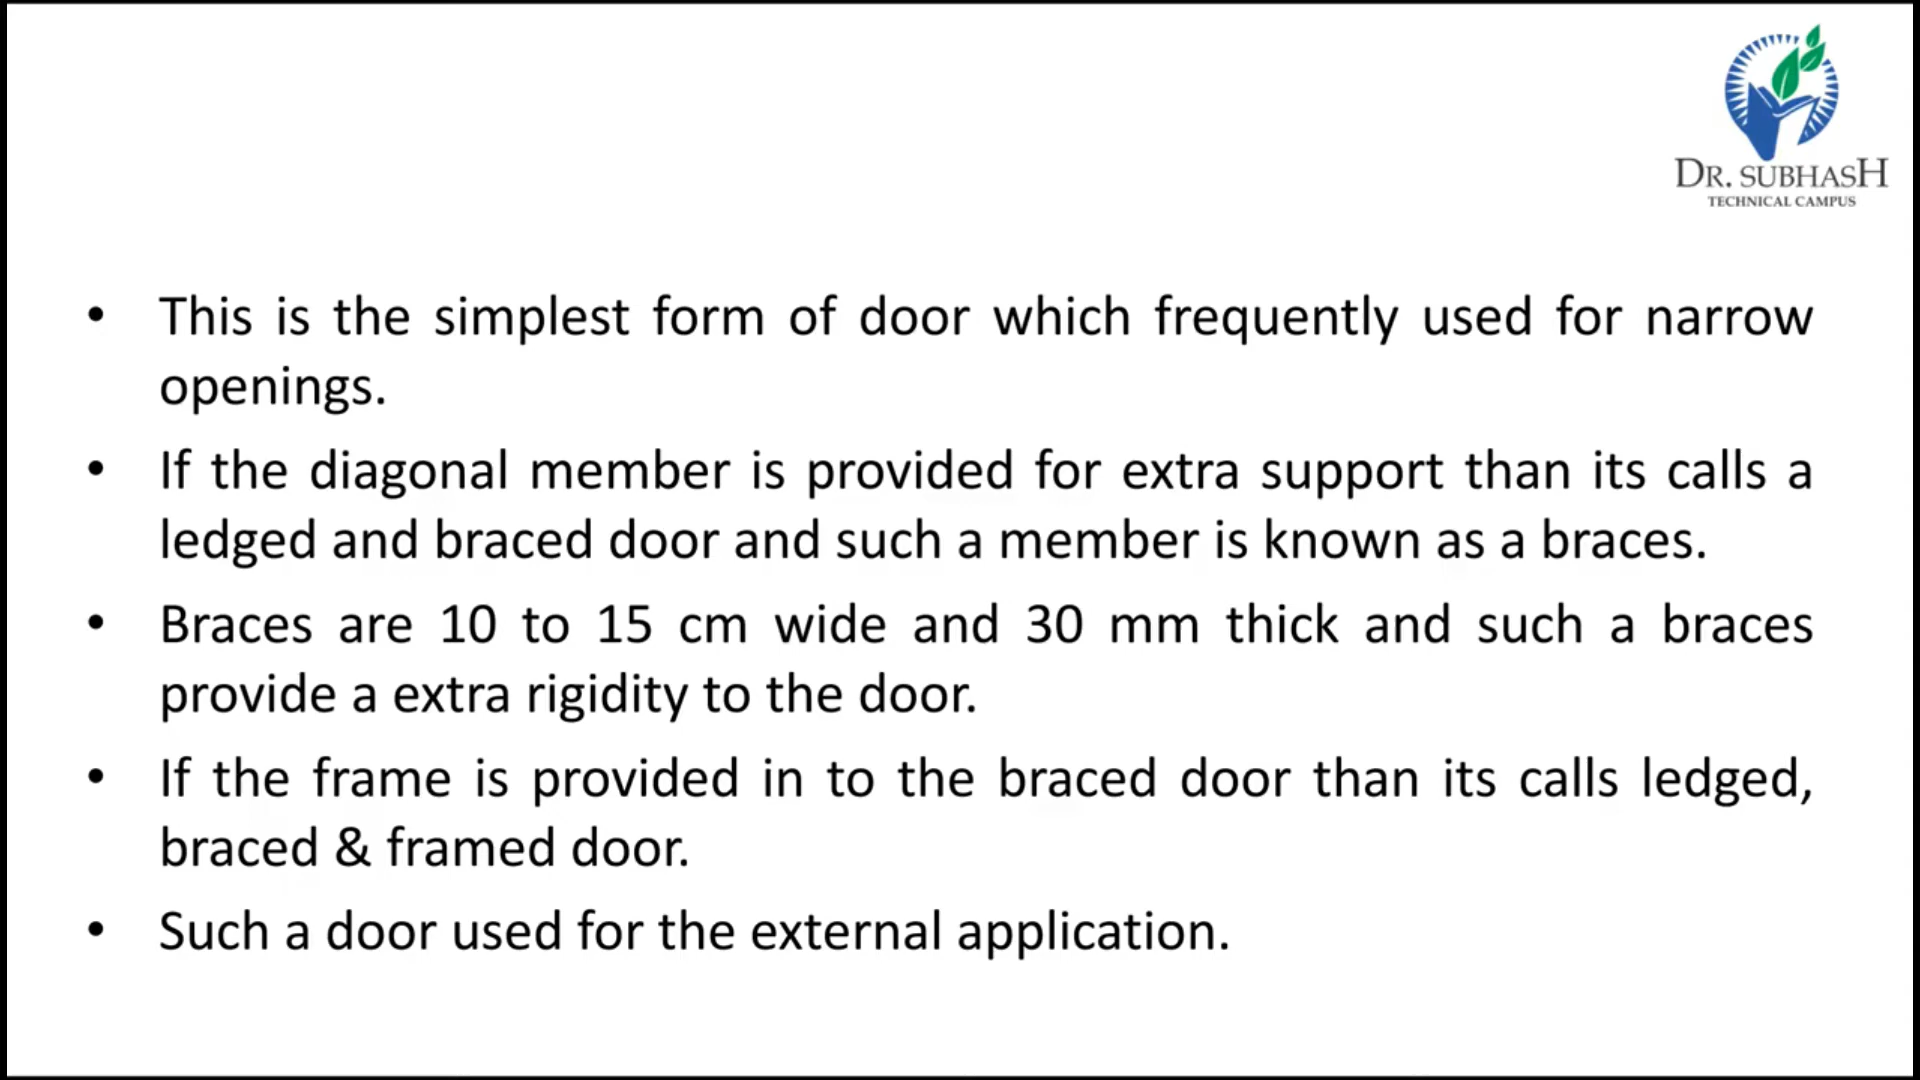 DR. SUBHASH
TECHNICAL CAMPUS
• This is the simplest form of door which frequently used for narrow
openings.
• If the diagonal member is provided for extra support than its calls a
ledged and braced door and such a member is known as a braces.
• Braces are 10 to 15 cm wide and 30 mm thick and such a braces
provide a extra rigidity to the door.
• If the frame is provided in to the braced door than its calls ledged,
braced & framed door.
• Such a door used for the external application.